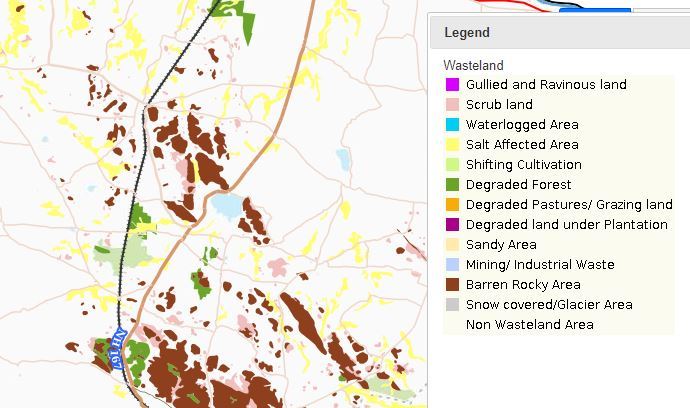 Legend
Wasteland
Gullied and Ravinous land
Scrub land
Waterlogged Area
Salt Affected Area
Shifting Cultivation
Degraded Forest
Degraded Pastures/ Grazing land
Degraded land under Plantation
Sandy Area
Mining/ Industrial Waste
Barren Rocky Area
Snow covered/Glacier Area
Non Wasteland Area
NH 167